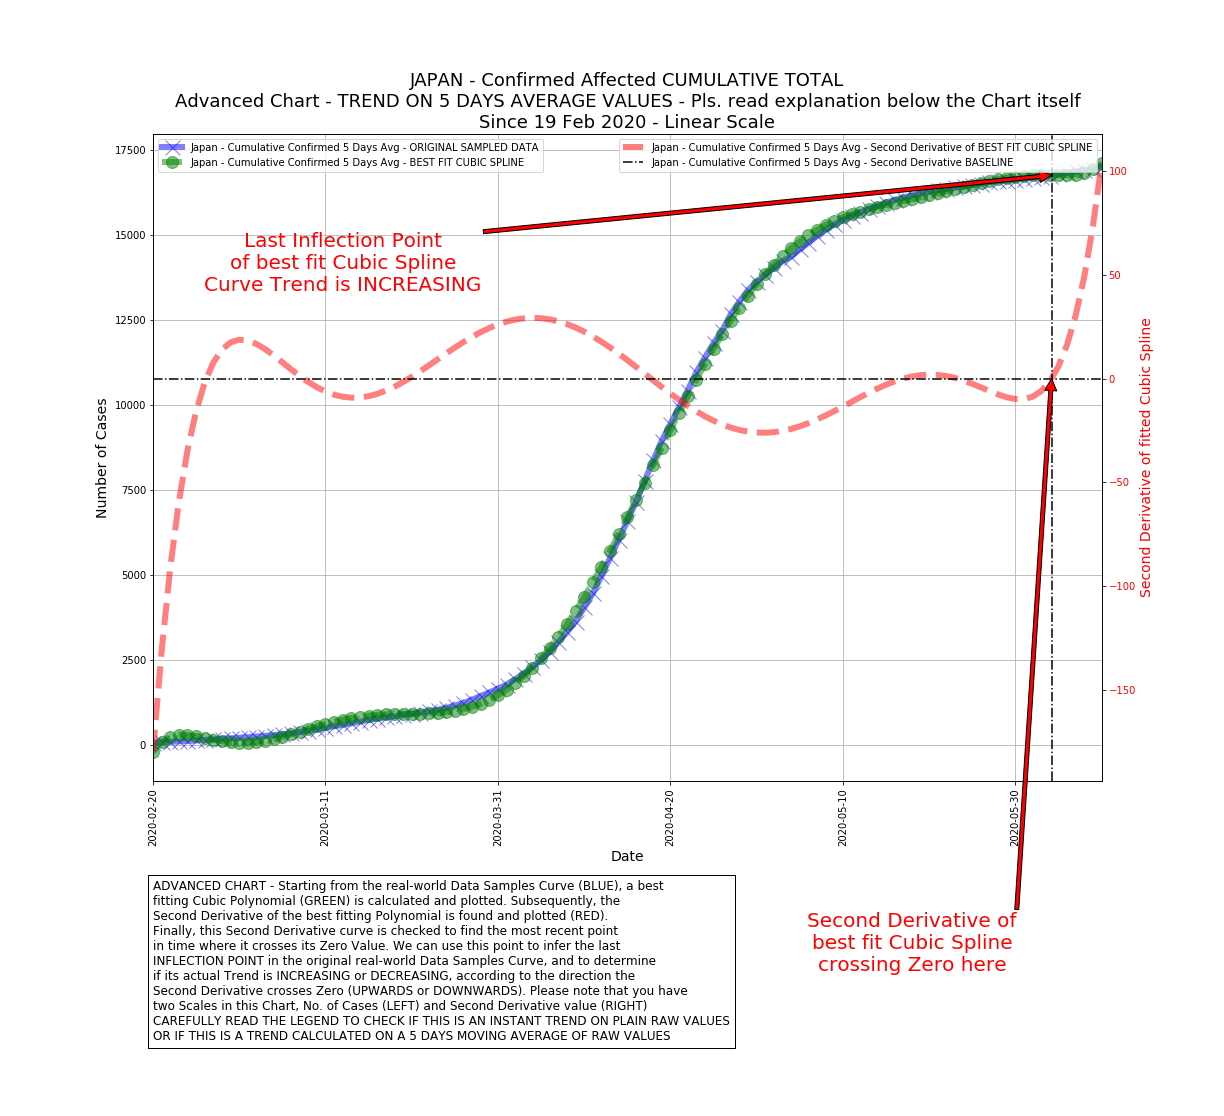 JAPAN - Confirmed Affected CUMULATIVE TOTAL
Advanced Chart - TREND ON 5 DAYS AVERAGE VALUES - Pls. read explanation below the Chart itself
Since 19 Feb 2020 - Linear Scale
Japan - Cumulative Confirmed 5 Days Avg - ORIGINAL SAMPLED DATA
Japan - Cumulative Confirmed 5 Days Avg - BEST FIT CUBIC SPLINE
Japan - Cumulative Confirmed 5 Days Avg - Second Derivative of BEST FIT CUBIC SPLINE
Japan - Cumulative Confirmed 5 Days Avg - Second Derivative BASELINE
Last Inflection Point
of best fit Cubic Spline
Curve Trend is INCREASING
Number of Cases
17500
15000
12500
10000
7500
5000
2500
0
100
50
0
−50
−100
−150
Second Derivative of fitted Cubic Spline
2020-02-20
2020-03-11
2020-03-31
2020-04-20
2020-05-10
2020-05-30
Date
Second Derivative of
best fit Cubic Spline
crossing Zero here
ADVANCED CHART - Starting from the real-world Data Samples Curve (BLUE), a best
fitting Cubic Polynomial (GREEN) is calculated and plotted. Subsequently, the
Second Derivative of the best fitting Polynomial is found and plotted (RED).
Finally, this Second Derivative curve is checked to find the most recent point
in time where it crosses its Zero Value. We can use this point to infer the last
INFLECTION POINT in the original real-world Data Samples Curve, and to determine
if its actual Trend is INCREASING or DECREASING, according to the direction the
Second Derivative crosses Zero (UPWARDS or DOWNWARDS). Please note that you have
two Scales in this Chart, No. of Cases (LEFT) and Second Derivative value (RIGHT)
CAREFULLY READ THE LEGEND TO CHECK IF THIS IS AN INSTANT TREND ON PLAIN RAW VALUES
OR IF THIS IS A TREND CALCULATED ON A 5 DAYS MOVING AVERAGE OF RAW VALUES